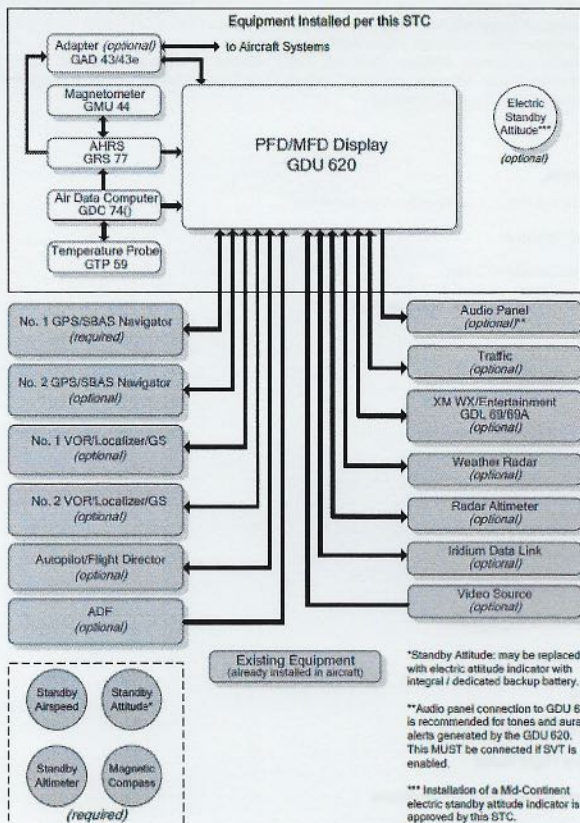 Equipment Installed per this STC
Adapter (optional)
GAD 43/43e
to Aircraft Systems
Magnetometer
GMU 44
AHRS
GRS 77
Air Data Computer
GDC 74()
Temperature Probe
GTP 59
PFD/MFD Display
GDU 620
Electric
Standby
Attitude***
(optional)
No. 1 GPS/SBAS Navigator
(required)
No. 2 GPS/SBAS Navigator
(optional)
No. 1 VOR/Localizer/GS
(optional)
No. 2 VOR/Localizer/GS
(optional)
Autopilot/Flight Director
(optional)
ADF
(optional)
Audio Panel
(optional)**
Traffic
(optional)
XM WX/Entertainment
GDL 69/69A
(optional)
Weather Radar
(optional)
Radar Altimeter
(optional)
Iridium Data Link
(optional)
Video Source
(optional)
Existing Equipment
(already installed in aircraft)
Standby
Airspeed
Standby
Attitude*
Standby
Altimeter
Magnetic
Compass
(required)
*Standby Attitude: may be replaced
with electric attitude indicator with
integral / dedicated backup battery.
**Audio panel connection to GDU 6
is recommended for tones and aura
alerts generated by the GDU 620.
This MUST be connected if SVT is
enabled.
*** Installation of a Mid-Continent
electric standby attitude indicator is
approved by this STC.